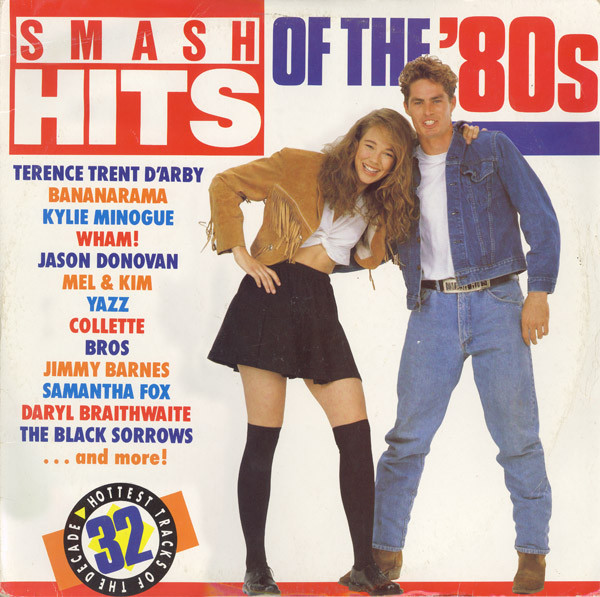 SMASH
HITS
OF THE '80s
TERENCE TRENT D'ARBY
BANANARAMA
KYLIE MINOGUE
WHAM!
JASON DONOVAN
MEL & KIM
YAZZ
COLLETTE
BROS
JIMMY BARNES
SAMANTHA FOX
DARYL BRAITHWAITE
THE BLACK SORROWS
...and more!
HOTTEST TRACKS OF THE DECADE
32